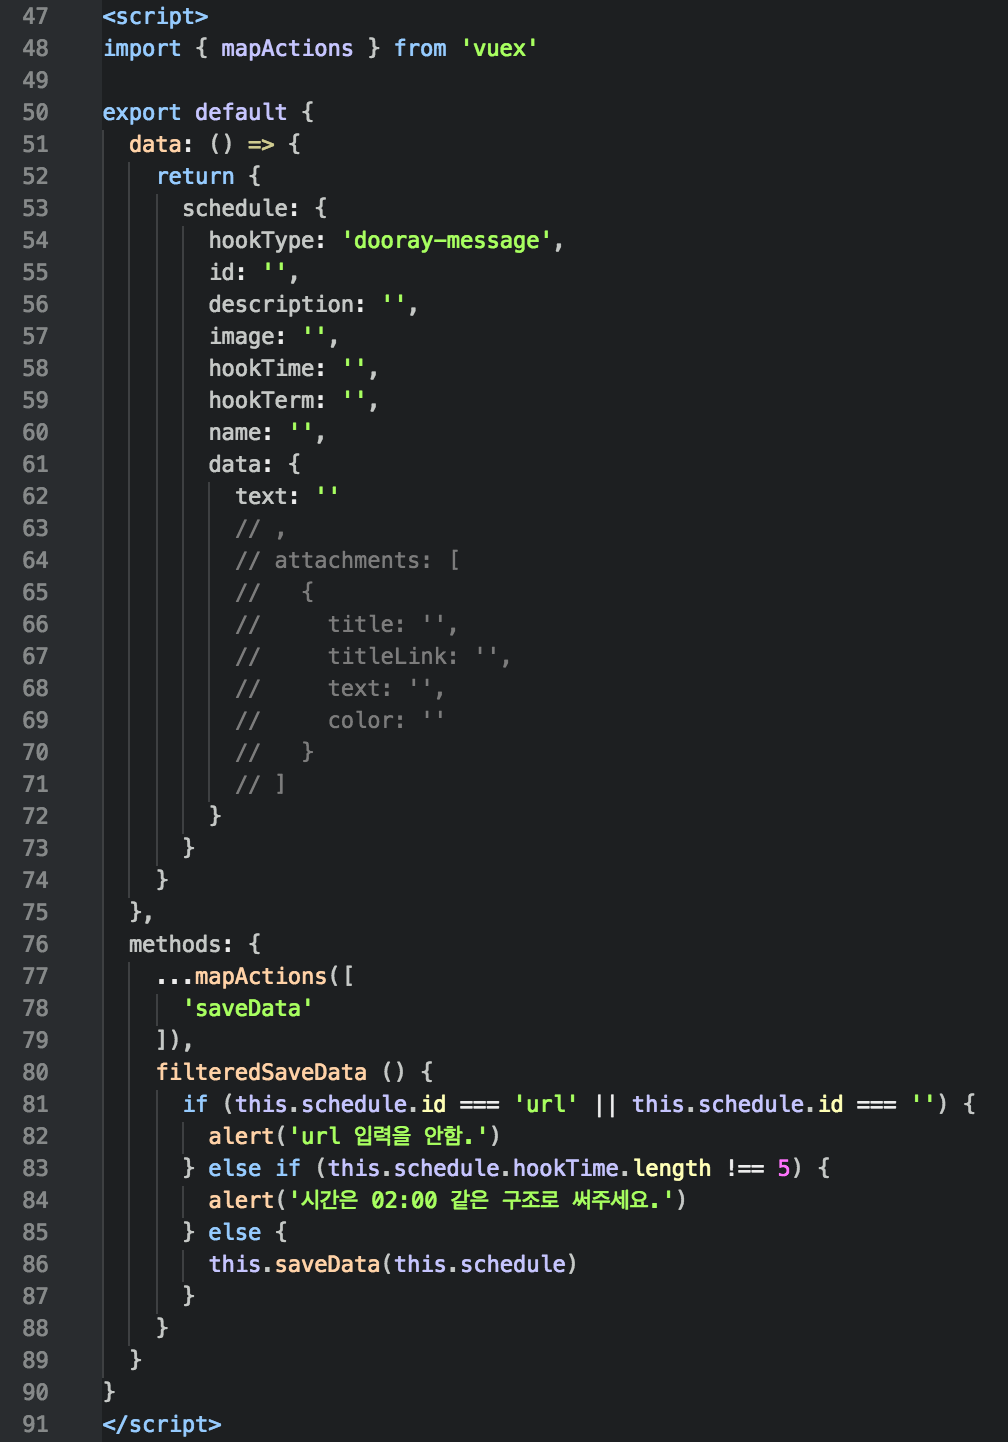 47 <script>
48 import { mapActions } from 'vuex'
49
50 export default {
51   data: () => {
52     return {
53       schedule: {
54         hookType: 'dooray-message',
55         id: '',
56         description: '',
57         image: '',
58         hookTime: '',
59         hookTerm: '',
60         name: '',
61         data: {
62           text: ''
63           // ,
64           // attachments: [
65           //   {
66           //     title: '',
67           //     titleLink: '',
68           //     text: '',
69           //     color: ''
70           //   }
71           // ]
72         }
73       }
74     }
75   },
76   methods: {
77     ...mapActions([
78       'saveData'
79     ]),
80     filteredSaveData () {
81       if (this.schedule.id === 'url' || this.schedule.id === '') {
82         alert('url 입력을 안함.')
83       } else if (this.schedule.hookTime.length !== 5) {
84         alert('시간은 02:00 같은 구조로 써주세요.')
85       } else {
86         this.saveData(this.schedule)
87       }
88     }
89   }
90 }
91 </script>